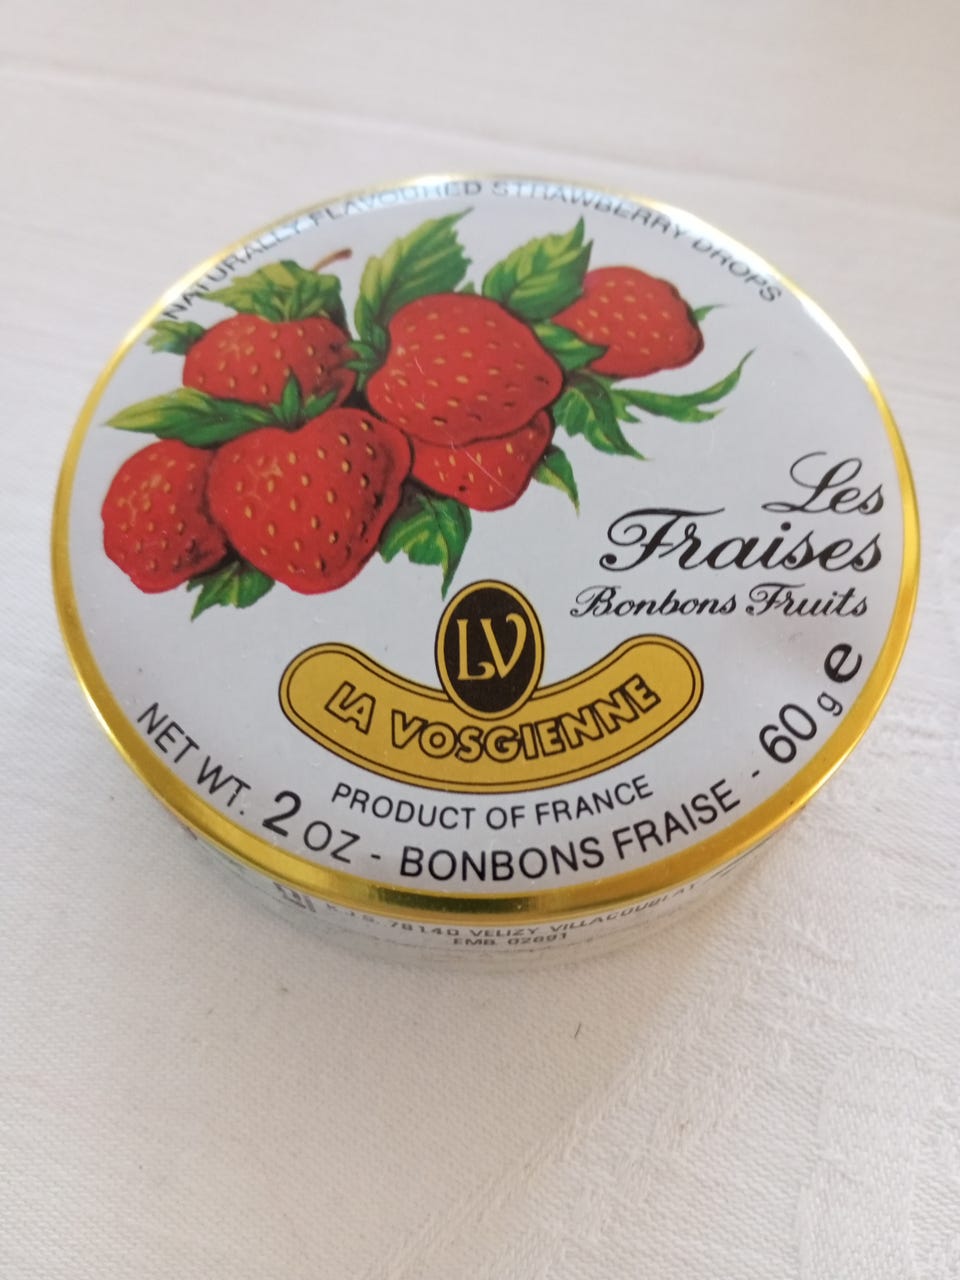 NATURALLY FLAVOURED STRAWBERRY DROPS
Les
Fraises
Bonbons Fruits
LV
LA VOSGIENNE
PRODUCT OF FRANCE
NET WT. 2 OZ - BONBONS FRAISE - 60 g e
78140 VELIZY VILLACOUBLAY
EMB. 02691